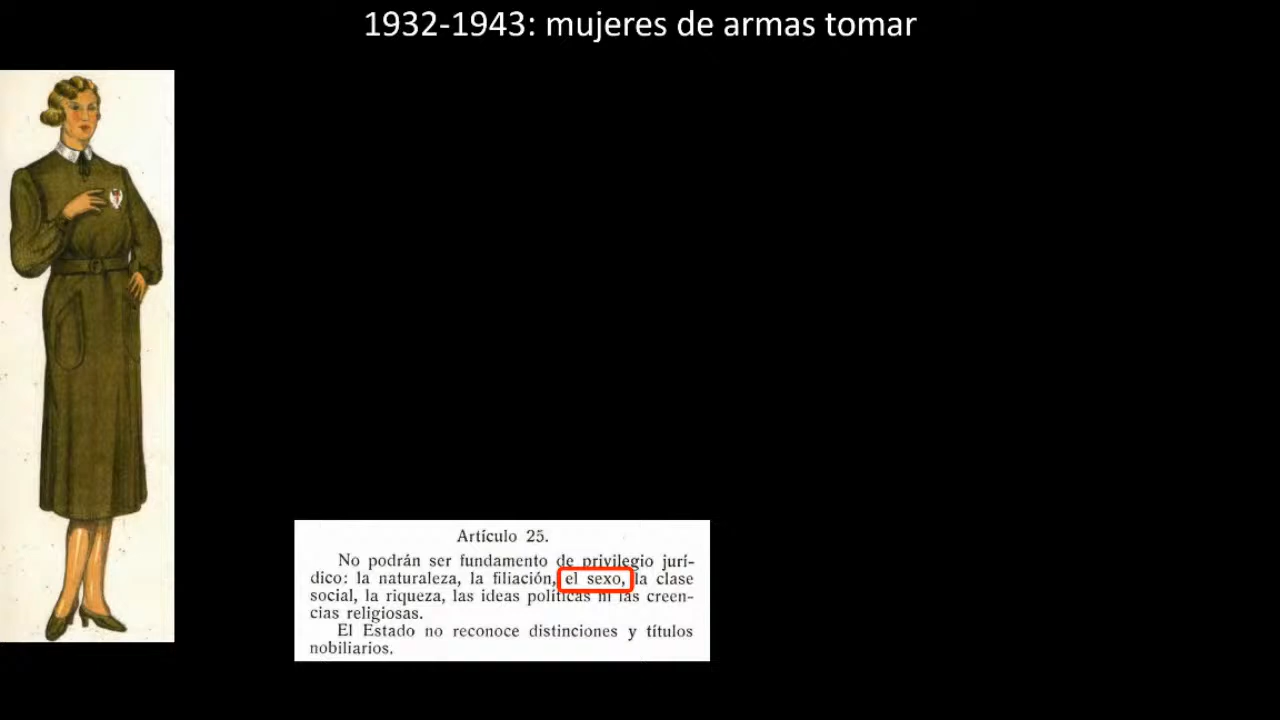 1932-1943: mujeres de armas tomar
Artículo 25.
No podrán ser fundamento de privilegio jurí-
dico: la naturaleza, la filiación, el sexo, la clase
social, la riqueza, las ideas políticas ni las creen-
cias religiosas.
El Estado no reconoce distinciones y títulos
nobiliarios.